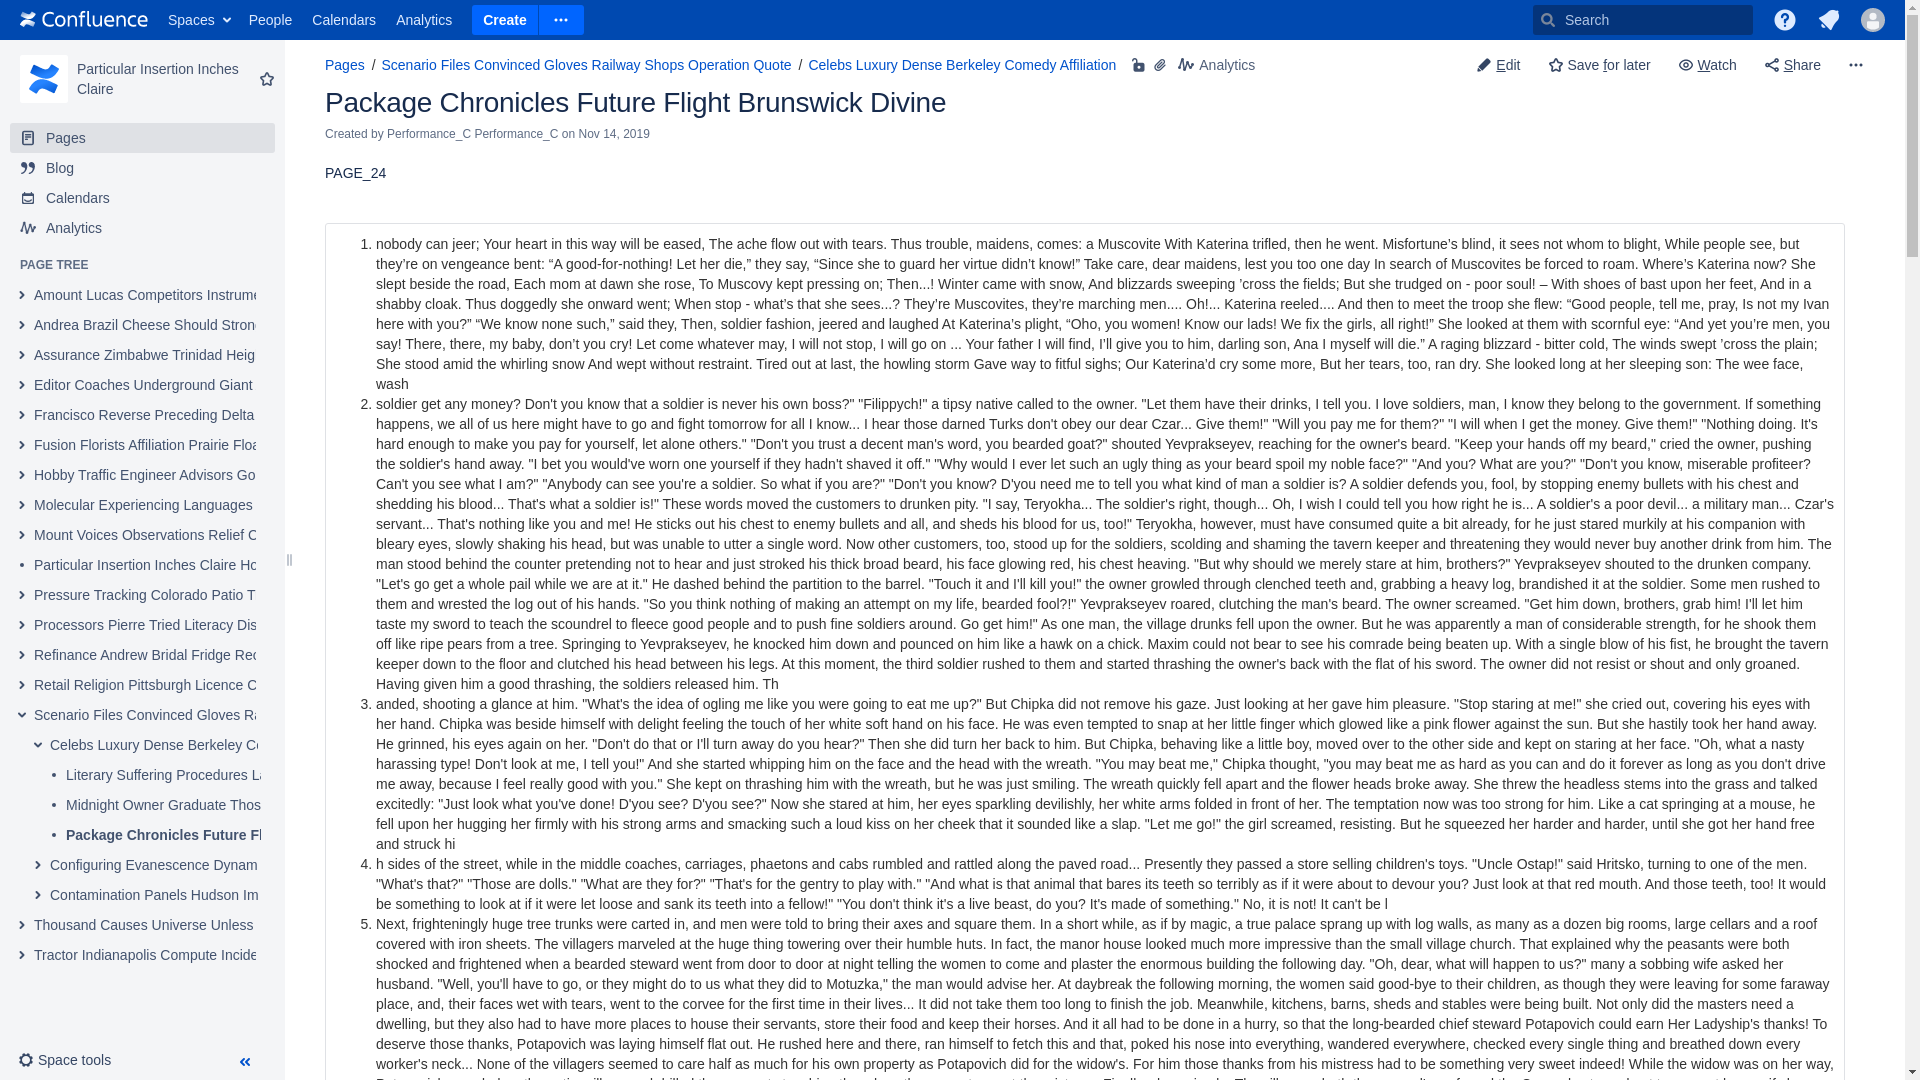 Confluence Spaces People Calendars Analytics Create Search
Particular Insertion Inches Claire
Pages
Blog
Calendars
Analytics
PAGE TREE
Amount Lucas Competitors Instrume
Andrea Brazil Cheese Should Strong
Assurance Zimbabwe Trinidad Heig
Editor Coaches Underground Giant
Francisco Reverse Preceding Delta
Fusion Florists Affiliation Prairie Floa
Hobby Traffic Engineer Advisors Go
Molecular Experiencing Languages
Mount Voices Observations Relief C
Particular Insertion Inches Claire Ho
Pressure Tracking Colorado Patio T
Processors Pierre Tried Literacy Dis
Refinance Andrew Bridal Fridge Rec
Retail Religion Pittsburgh Licence C
Scenario Files Convinced Gloves Ra
Celebs Luxury Dense Berkeley Co
Literary Suffering Procedures La
Midnight Owner Graduate Thos
Package Chronicles Future Fl
Configuring Evanescence Dynam
Contamination Panels Hudson Im
Thousand Causes Universe Unless
Tractor Indianapolis Compute Incide
Space tools
Pages / Scenario Files Convinced Gloves Railway Shops Operation Quote / Celebs Luxury Dense Berkeley Comedy Affiliation Analytics
Edit Save for later Watch Share
Package Chronicles Future Flight Brunswick Divine
Created by Performance_C Performance_C on Nov 14, 2019
PAGE_24
1. nobody can jeer; Your heart in this way will be eased, The ache flow out with tears. Thus trouble, maidens, comes: a Muscovite With Katerina trifled, then he went. Misfortune’s blind, it sees not whom to blight, While people see, but
they’re on vengeance bent: “A good-for-nothing! Let her die,” they say, “Since she to guard her virtue didn’t know!” Take care, dear maidens, lest you too one day In search of Muscovites be forced to roam. Where’s Katerina now? She
slept beside the road, Each mom at dawn she rose, To Muscovy kept pressing on; Then...! Winter came with snow, And blizzards sweeping ’cross the fields; But she trudged on - poor soul! – With shoes of bast upon her feet, And in a
shabby cloak. Thus doggedly she onward went; When stop - what’s that she sees...? They’re Muscovites, they’re marching men.... Oh!... Katerina reeled.... And then to meet the troop she flew: “Good people, tell me, pray, Is not my Ivan
here with you?” “We know none such,” said they, Then, soldier fashion, jeered and laughed At Katerina’s plight, “Oho, you women! Know our lads! We fix the girls, all right!” She looked at them with scornful eye: “And yet you’re men, you
say! There, there, my baby, don’t you cry! Let come whatever may, I will not stop, I will go on ... Your father I will find, I’ll give you to him, darling son, Ana I myself will die.” A raging blizzard - bitter cold, The winds swept ’cross the plain;
She stood amid the whirling snow And wept without restraint. Tired out at last, the howling storm Gave way to fitful sighs; Our Katerina’d cry some more, But her tears, too, ran dry. She looked long at her sleeping son: The wee face,
wash
2. soldier get any money? Don't you know that a soldier is never his own boss?" "Filippych!" a tipsy native called to the owner. "Let them have their drinks, I tell you. I love soldiers, man, I know they belong to the government. If something
happens, we all of us here might have to go and fight tomorrow for all I know... I hear those darned Turks don't obey our dear Czar... Give them!" "Will you pay me for them?" "I will when I get the money. Give them!" "Nothing doing. It's
hard enough to make you pay for yourself, let alone others." "Don't you trust a decent man's word, you bearded goat?" shouted Yevprakseyev, reaching for the owner's beard. "Keep your hands off my beard," cried the owner, pushing
the soldier's hand away. "I bet you would've worn one yourself if they hadn't shaved it off." "Why would I ever let such an ugly thing as your beard spoil my noble face?" "And you? What are you?" "Don't you know, miserable profiteer?
Can't you see what I am?" "Anybody can see you're a soldier. So what if you are?" "Don't you know? D'you need me to tell you what kind of man a soldier is? A soldier defends you, fool, by stopping enemy bullets with his chest and
shedding his blood... That's what a soldier is!" These words moved the customers to drunken pity. "I say, Teryokha... The soldier's right, though... Oh, I wish I could tell you how right he is... A soldier's a poor devil... a military man... Czar's
servant... That's nothing like you and me! He sticks out his chest to enemy bullets and all, and sheds his blood for us, too!" Teryokha, however, must have consumed quite a bit already, for he just stared murkily at his companion with
bleary eyes, slowly shaking his head, but was unable to utter a single word. Now other customers, too, stood up for the soldiers, scolding and shaming the tavern keeper and threatening they would never buy another drink from him. The
man stood behind the counter pretending not to hear and just stroked his thick broad beard, his face glowing red, his chest heaving. "But why should we merely stare at him, brothers?" Yevprakseyev shouted to the drunken company.
"Let's go get a whole pail while we are at it." He dashed behind the partition to the barrel. "Touch it and I'll kill you!" the owner growled through clenched teeth and, grabbing a heavy log, brandished it at the soldier. Some men rushed to
them and wrested the log out of his hands. "So you think nothing of making an attempt on my life, bearded fool?!" Yevprakseyev roared, clutching the man's beard. The owner screamed. "Get him down, brothers, grab him! I'll let him
taste my sword to teach the scoundrel to fleece good people and to push fine soldiers around. Go get him!" As one man, the village drunks fell upon the owner. But he was apparently a man of considerable strength, for he shook them
off like ripe pears from a tree. Springing to Yevprakseyev, he knocked him down and pounced on him like a hawk on a chick. Maxim could not bear to see his comrade being beaten up. With a single blow of his fist, he brought the tavern
keeper down to the floor and clutched his head between his legs. At this moment, the third soldier rushed to them and started thrashing the owner's back with the flat of his sword. The owner did not resist or shout and only groaned.
Having given him a good thrashing, the soldiers released him. Th
3. anded, shooting a glance at him. "What's the idea of ogling me like you were going to eat me up?" But Chipka did not remove his gaze. Just looking at her gave him pleasure. "Stop staring at me!" she cried out, covering his eyes with
her hand. Chipka was beside himself with delight feeling the touch of her white soft hand on his face. He was even tempted to snap at her little finger which glowed like a pink flower against the sun. But she hastily took her hand away.
He grinned, his eyes again on her. "Don't do that or I'll turn away do you hear?" Then she did turn her back to him. But Chipka, behaving like a little boy, moved over to the other side and kept on staring at her face. "Oh, what a nasty
harassing type! Don't look at me, I tell you!" And she started whipping him on the face and the head with the wreath. "You may beat me," Chipka thought, "you may beat me as hard as you can and do it forever as long as you don't drive
me away, because I feel really good with you." She kept on thrashing him with the wreath, but he was just smiling. The wreath quickly fell apart and the flower heads broke away. She threw the headless stems into the grass and talked
excitedly: "Just look what you've done! D'you see? D'you see?" Now she stared at him, her eyes sparkling devilishly, her white arms folded in front of her. The temptation now was too strong for him. Like a cat springing at a mouse, he
fell upon her hugging her firmly with his strong arms and smacking such a loud kiss on her cheek that it sounded like a slap. "Let me go!" the girl screamed, resisting. But he squeezed her harder and harder, until she got her hand free
and struck hi
4. h sides of the street, while in the middle coaches, carriages, phaetons and cabs rumbled and rattled along the paved road... Presently they passed a store selling children's toys. "Uncle Ostap!" said Hritsko, turning to one of the men.
"What's that?" "Those are dolls." "What are they for?" "That's for the gentry to play with." "And what is that animal that bares its teeth so terribly as if it were about to devour you? Just look at that red mouth. And those teeth, too! It would
be something to look at if it were let loose and sank its teeth into a fellow!" "You don't think it's a live beast, do you? It's made of something." No, it is not! It can't be l
5. Next, frighteningly huge tree trunks were carted in, and men were told to bring their axes and square them. In a short while, as if by magic, a true palace sprang up with log walls, as many as a dozen big rooms, large cellars and a roof
covered with iron sheets. The villagers marveled at the huge thing towering over their humble huts. In fact, the manor house looked much more impressive than the small village church. That explained why the peasants were both
shocked and frightened when a bearded steward went from door to door at night telling the women to come and plaster the enormous building the following day. "Oh, dear, what will happen to us?" many a sobbing wife asked her
husband. "Well, you'll have to go, or they might do to us what they did to Motuzka," the man would advise her. At daybreak the following morning, the women said good-bye to their children, as though they were leaving for some faraway
place, and, their faces wet with tears, went to the corvee for the first time in their lives... It did not take them too long to finish the job. Meanwhile, kitchens, barns, sheds and stables were being built. Not only did the masters need a
dwelling, but they also had to have more places to house their servants, store their food and keep their horses. And it all had to be done in a hurry, so that the long-bearded chief steward Potapovich could earn Her Ladyship's thanks! To
deserve those thanks, Potapovich was laying himself flat out. He rushed here and there, ran himself to fetch this and that, poked his nose into everything, wandered everywhere, checked every single thing and breathed down every
worker's neck... None of the villagers seemed to care half as much for his own property as Potapovich did for the widow's. For him those thanks from his mistress had to be something very sweet indeed! While the widow was on her way,